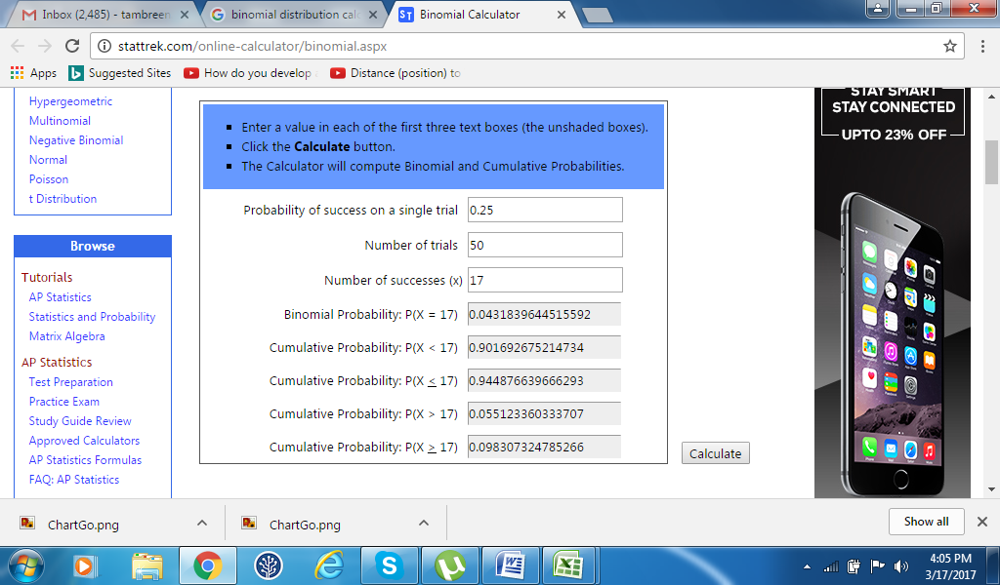 Inbox (2,485) - tambreen
binomial distribution cal
Binomial Calculator
stattrek.com/online-calculator/binomial.aspx
Apps
Suggested Sites
How do you develop
Distance (position) to
Hypergeometric
Multinomial
Negative Binomial
Normal
Poisson
t Distribution
Browse
Tutorials
AP Statistics
Statistics and Probability
Matrix Algebra
AP Statistics
Test Preparation
Practice Exam
Study Guide Review
Approved Calculators
AP Statistics Formulas
FAQ: AP Statistics
Enter a value in each of the first three text boxes (the unshaded boxes).
Click the Calculate button.
The Calculator will compute Binomial and Cumulative Probabilities.
Probability of success on a single trial 0.25
Number of trials 50
Number of successes (x) 17
Binomial Probability: P(X = 17) 0.0431839644515592
Cumulative Probability: P(X < 17) 0.901692675214734
Cumulative Probability: P(X ≤ 17) 0.944876639666293
Cumulative Probability: P(X > 17) 0.055123360333707
Cumulative Probability: P(X ≥ 17) 0.098307324785266
Calculate
STAY SMART
STAY CONNECTED
UPTO 23% OFF
ChartGo.png
ChartGo.png
Show all
4:05 PM
3/17/2017